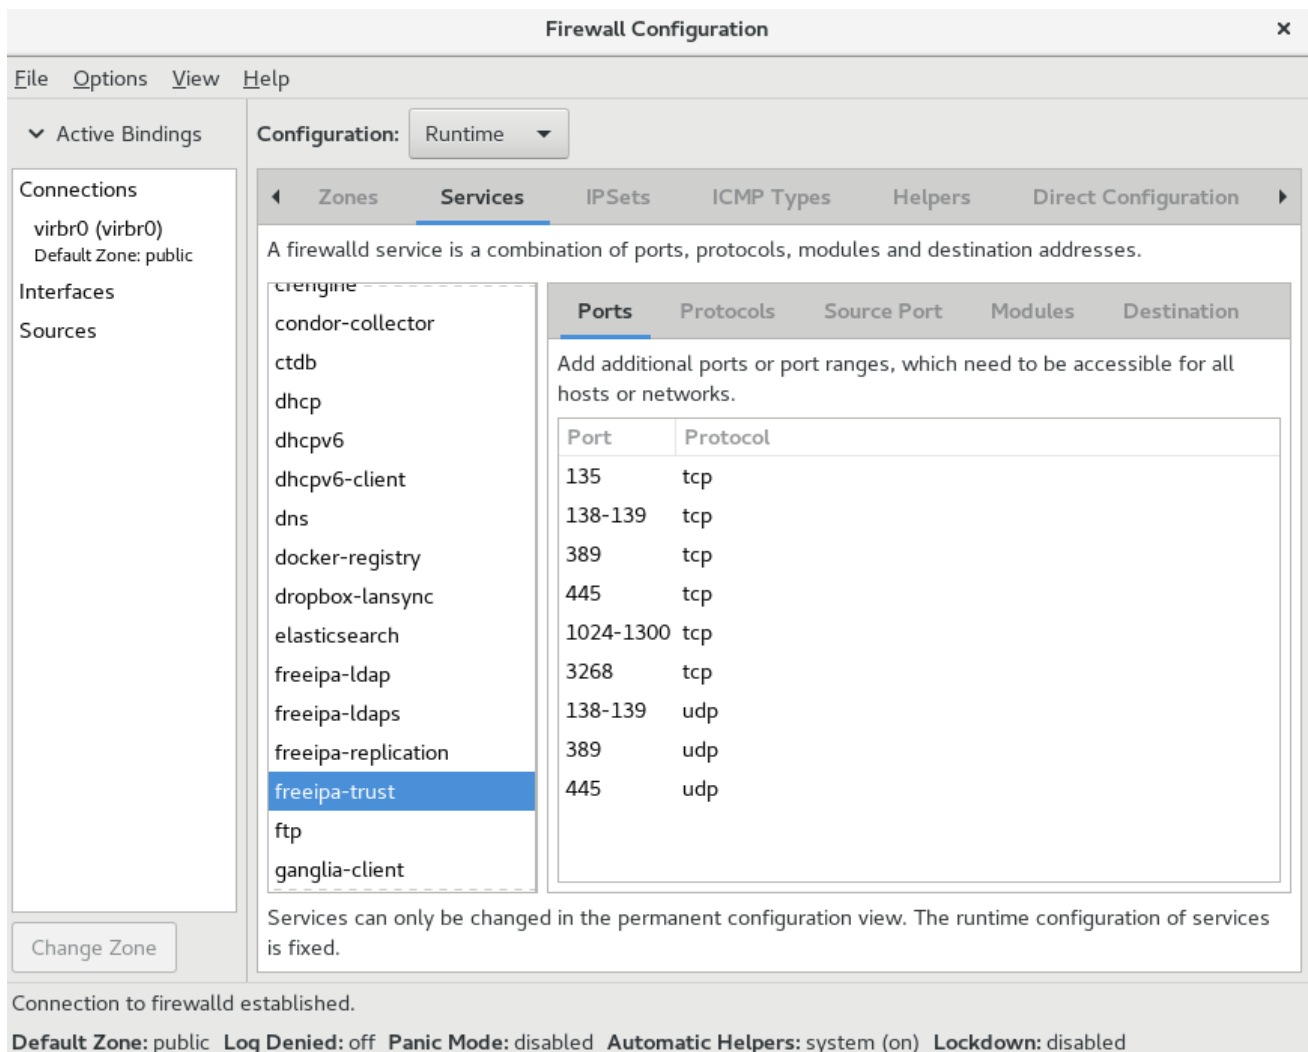 Firewall Configuration
File Options View Help
Active Bindings
Configuration: Runtime
Connections
virbr0 (virbr0)
Default Zone: public
Interfaces
Sources
Change Zone
Zones Services IPSets ICMP Types Helpers Direct Configuration
A firewalld service is a combination of ports, protocols, modules and destination addresses.
cfengine
condor-collector
ctdb
dhcp
dhcpv6
dhcpv6-client
dns
docker-registry
dropbox-lansync
elasticsearch
freeipa-ldap
freeipa-ldaps
freeipa-replication
freeipa-trust
ftp
ganglia-client
Ports Protocols Source Port Modules Destination
Add additional ports or port ranges, which need to be accessible for all
hosts or networks.
Port Protocol
135 tcp
138-139 tcp
389 tcp
445 tcp
1024-1300 tcp
3268 tcp
138-139 udp
389 udp
445 udp
Services can only be changed in the permanent configuration view. The runtime configuration of services
is fixed.
Connection to firewalld established.
Default Zone: public Log Denied: off Panic Mode: disabled Automatic Helpers: system (on) Lockdown: disabled